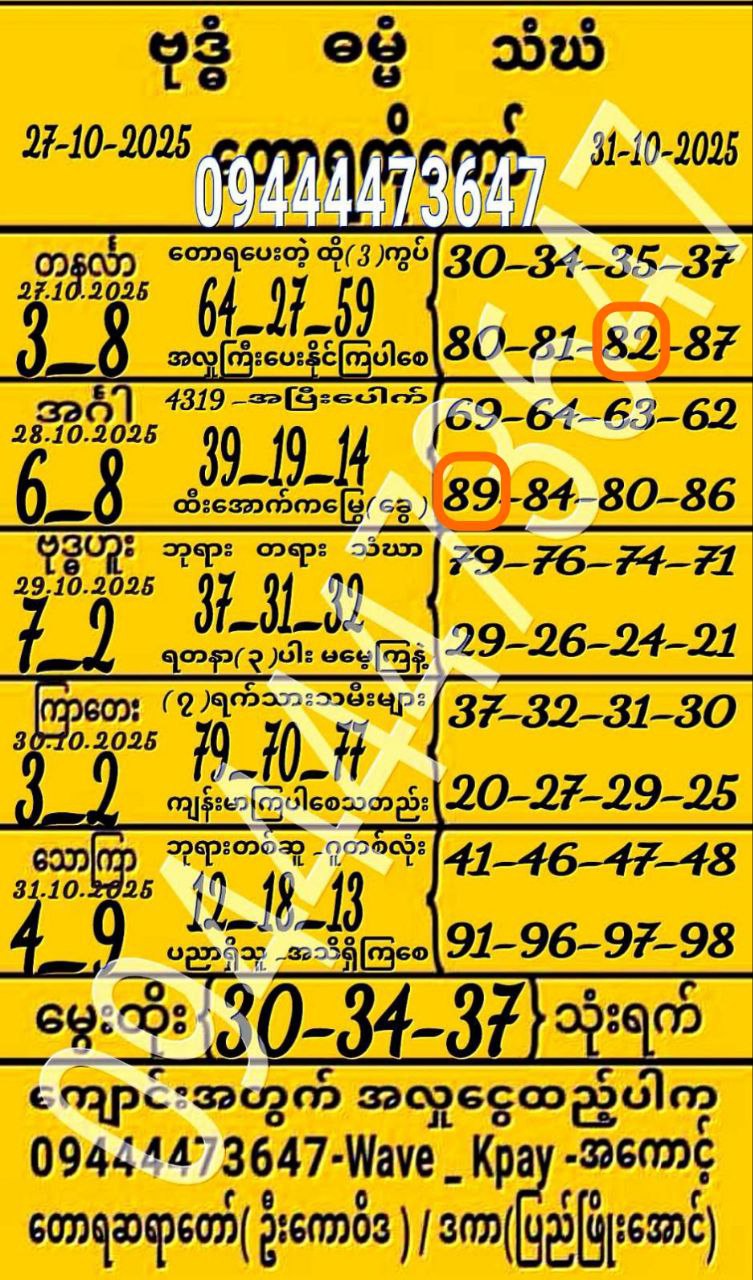 ဗုဒ္ဓံ ဓမ္မံ သံဃံ
27-10-2025 တောရကိုတော် 31-10-2025
09444473647
တနင်္လာ
27.10.2025
3_8
တောရပေးတဲ့ ထို(3)ကွပ်
64_27_59
အလှူကြီးပေးနိုင်ကြပါစေ
30-34-35-37
80-81-82-87
အင်္ဂါ
28.10.2025
6_8
4319 -အပြီးပေါက်
39_19_14
ထီးအောက်ကမြွေ(ခွေ)
69-64-63-62
89-84-80-86
ဗုဒ္ဓဟူး
29.10.2025
7_2
ဘုရား တရား သံဃာ
37_31_32
ရတနာ(၃)ပါး မမေ့ကြနဲ့
79-76-74-71
29-26-24-21
ကြာတေး
30.10.2025
3_2
(၇)ရက်သားသမီးများ
79_70_77
ကျန်းမာကြပါစေသတည်း
37-32-31-30
20-27-29-25
သောကြာ
31.10.2025
4_9
ဘုရားတစ်ဆူ -ဂူတစ်လုံး
12_18_13
ပညာရှိသူ -အသိရှိကြစေ
41-46-47-48
91-96-97-98
မွေးထိုး{30-34-37}သုံးရက်
ကျောင်းအတွက် အလှူငွေထည့်ပါက
09444473647-Wave _ Kpay -အကောင့်
တောရဆရာတော်( ဦးကောဝိဒ ) / ဒကာ(ပြည်ဖြိုးအောင်)
09444473647